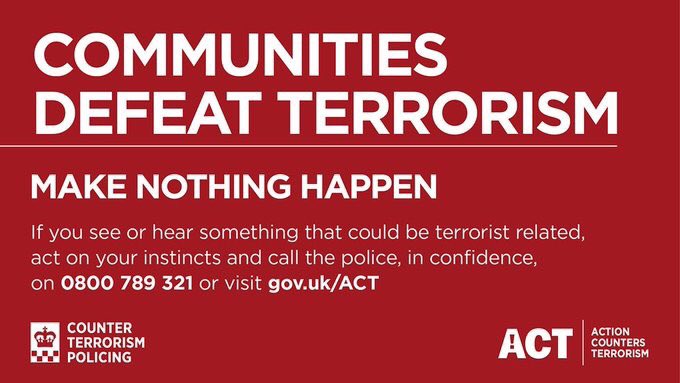 COMMUNITIES
DEFEAT TERRORISM
MAKE NOTHING HAPPEN
If you see or hear something that could be terrorist related,
act on your instincts and call the police, in confidence,
on 0800 789 321 or visit gov.uk/ACT
COUNTER
TERRORISM
POLICING
ACT
ACTION
COUNTERS
TERRORISM